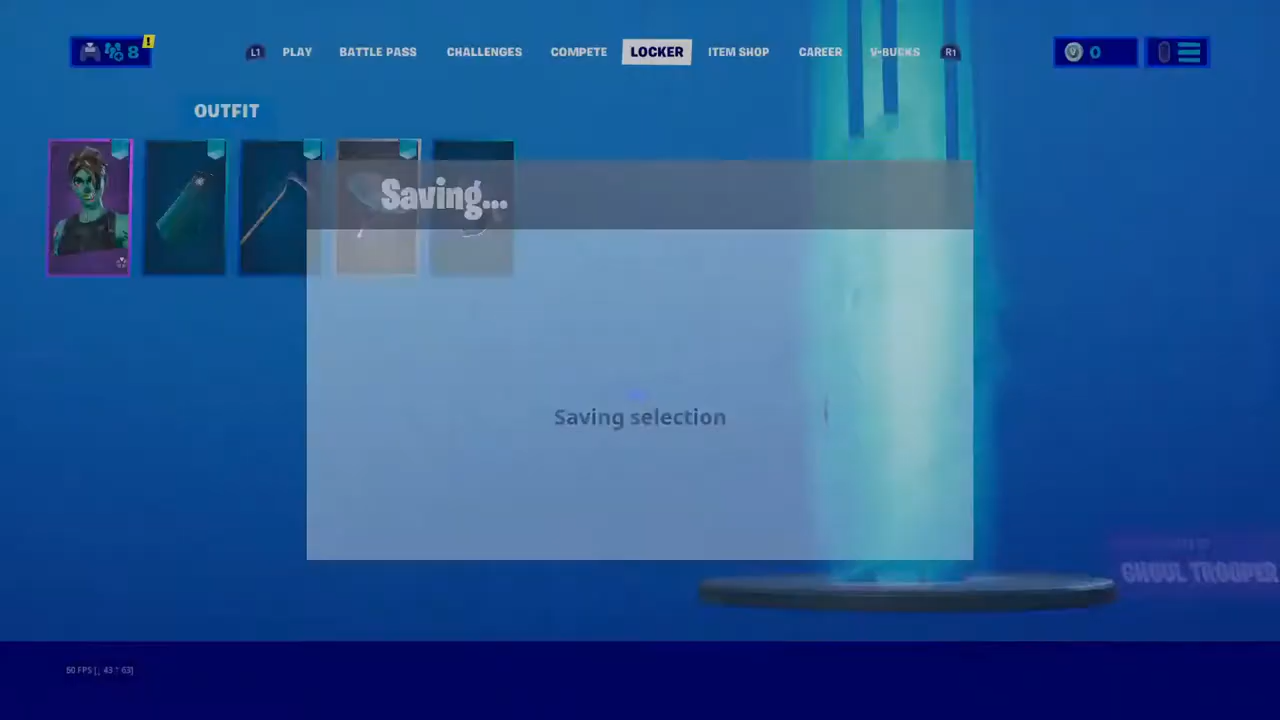 8 !
L1 PLAY BATTLE PASS CHALLENGES COMPETE LOCKER ITEM SHOP CAREER V-BUCKS R1
V 0
OUTFIT
Saving...
Saving selection
GHOUL TROOPER